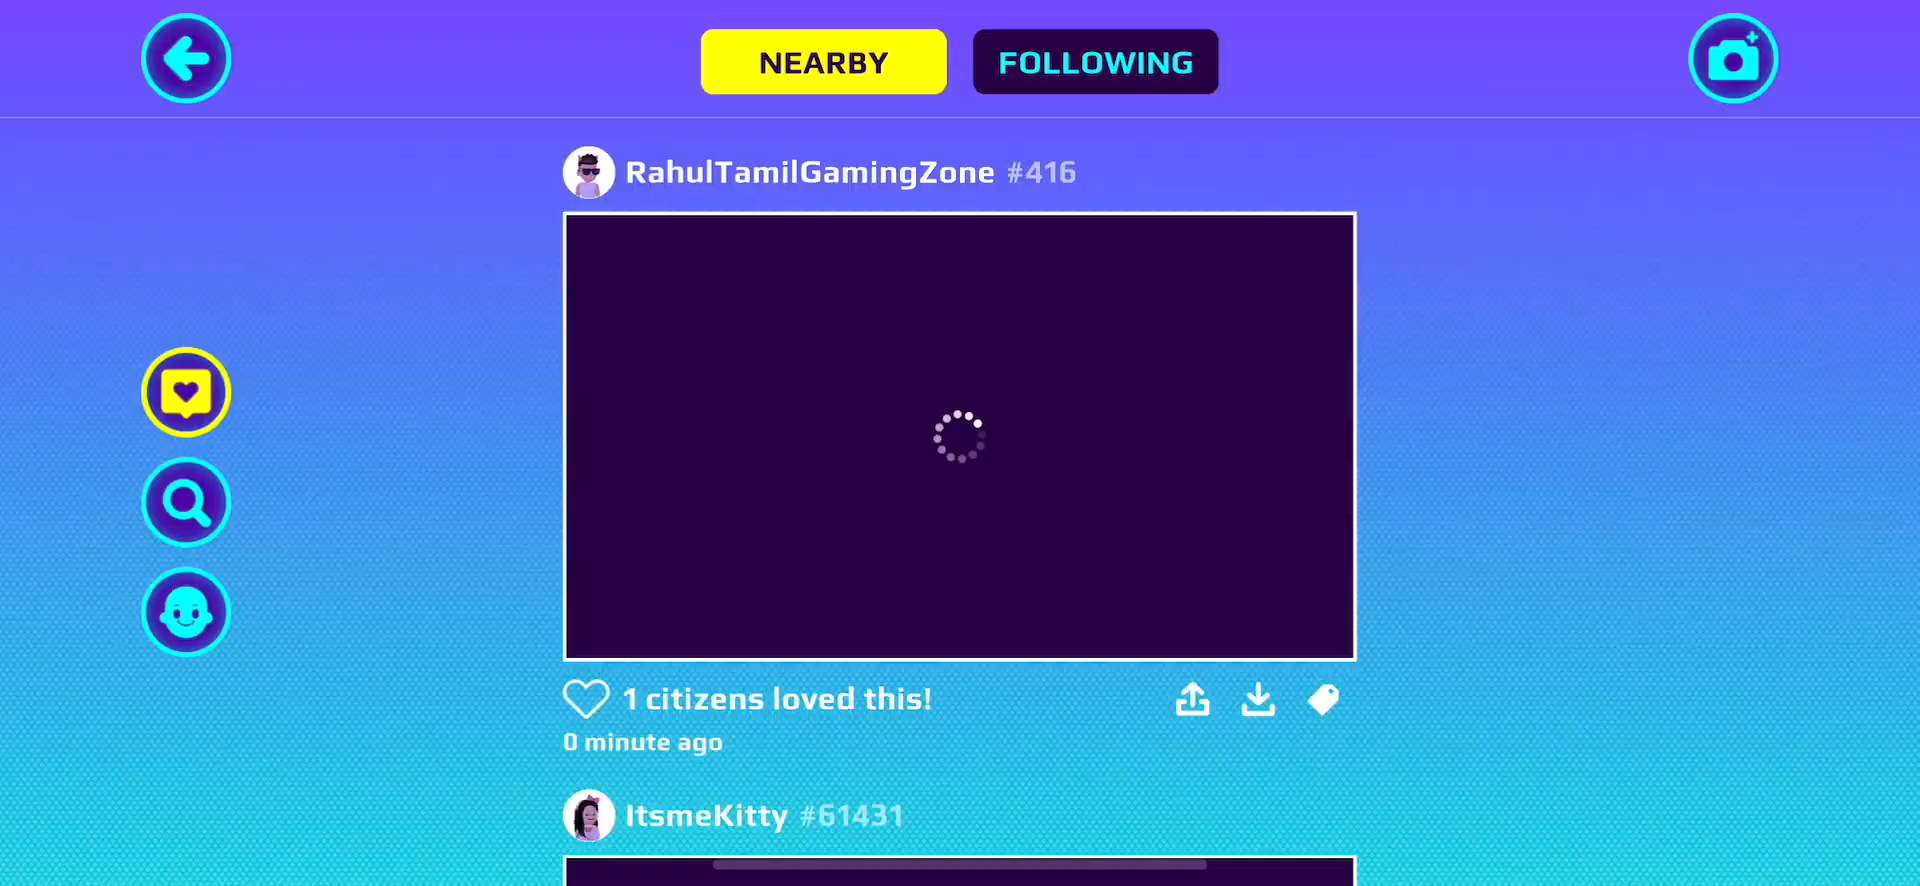 NEARBY
FOLLOWING
RahulTamilGamingZone #416
1 citizens loved this!
0 minute ago
ItsmeKitty #61431